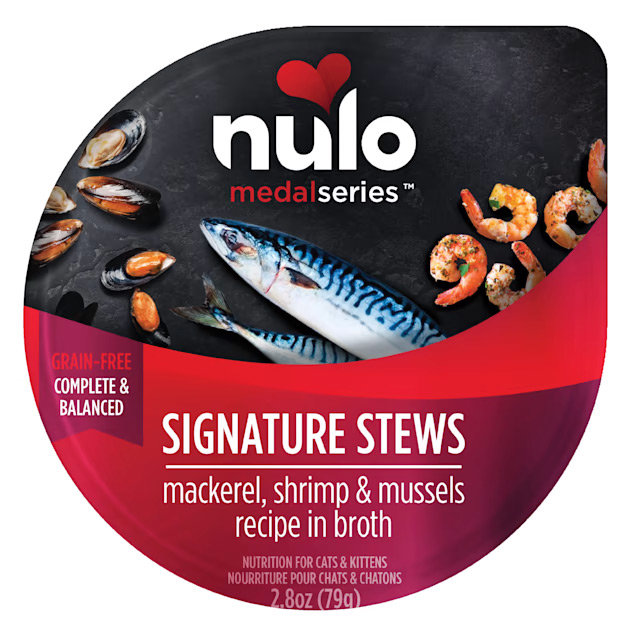 nulo
medalseries™
GRAIN-FREE
COMPLETE &
BALANCED
SIGNATURE STEWS
mackerel, shrimp & mussels
recipe in broth
NUTRITION FOR CATS & KITTENS
NOURRITURE POUR CHATS & CHATONS
2.8oz (79g)